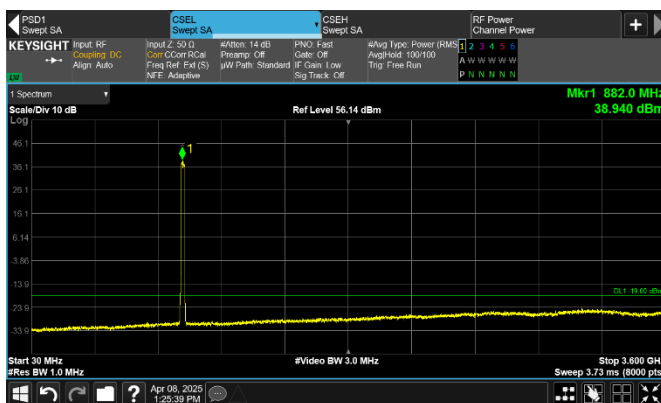 PSD1 CSEL CSEH RF Power
Swept SA Swept SA Swept SA Channel Power +
KEYSIGHT Input: RF Input Z: 50 Ω #Atten: 14 dB PNO: Fast #Avg Type: Power (RMS 1 2 3 4 5 6
Coupling: DC Corr CCorr RCal Preamp: Off Gate: Off Avg|Hold: 100/100 A W W W W W
Align: Auto Freq Ref: Ext (S) µW Path: Standard IF Gain: Low Trig: Free Run
NFE: Adaptive Sig Track: Off P N N N N N
LXI
1 Spectrum Mkr1 882.0 MHz
Scale/Div 10 dB Ref Level 56.14 dBm 38.940 dBm
Log
46.1
1
36.1
26.1
16.1
6.14
-3.86
-13.9
DL1 -19.00 dBm
-23.9
-33.9
Start 30 MHz #Video BW 3.0 MHz Stop 3.600 GH
#Res BW 1.0 MHz Sweep 3.73 ms (8000 pts
? Apr 08, 2025
1:25:39 PM